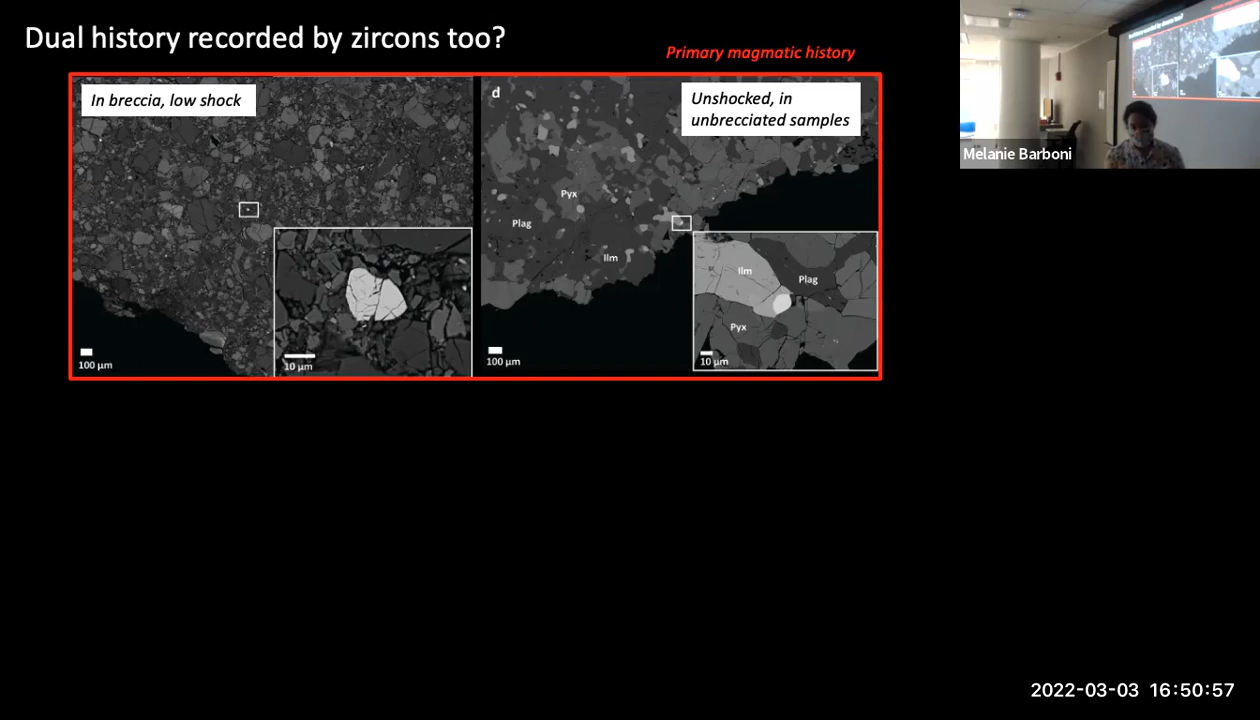 Dual history recorded by zircons too?
Primary magmatic history
In breccia, low shock
100 µm
10 µm
d
Unshocked, in
unbrecciated samples
Pyx
Plag
Ilm
100 µm
Ilm
Plag
Pyx
10 µm
Melanie Barboni
2022-03-03 16:50:57